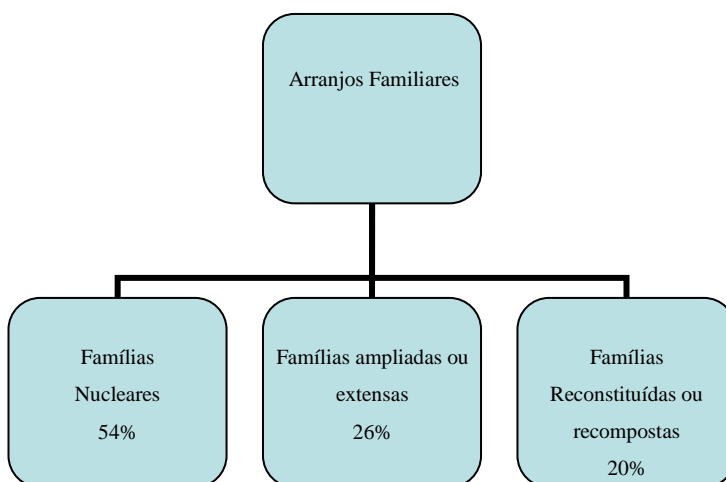 Arranjos Familiares
Famílias
Nucleares
54%
Famílias ampliadas ou
extensas
26%
Famílias
Reconstituídas ou
recompostas
20%